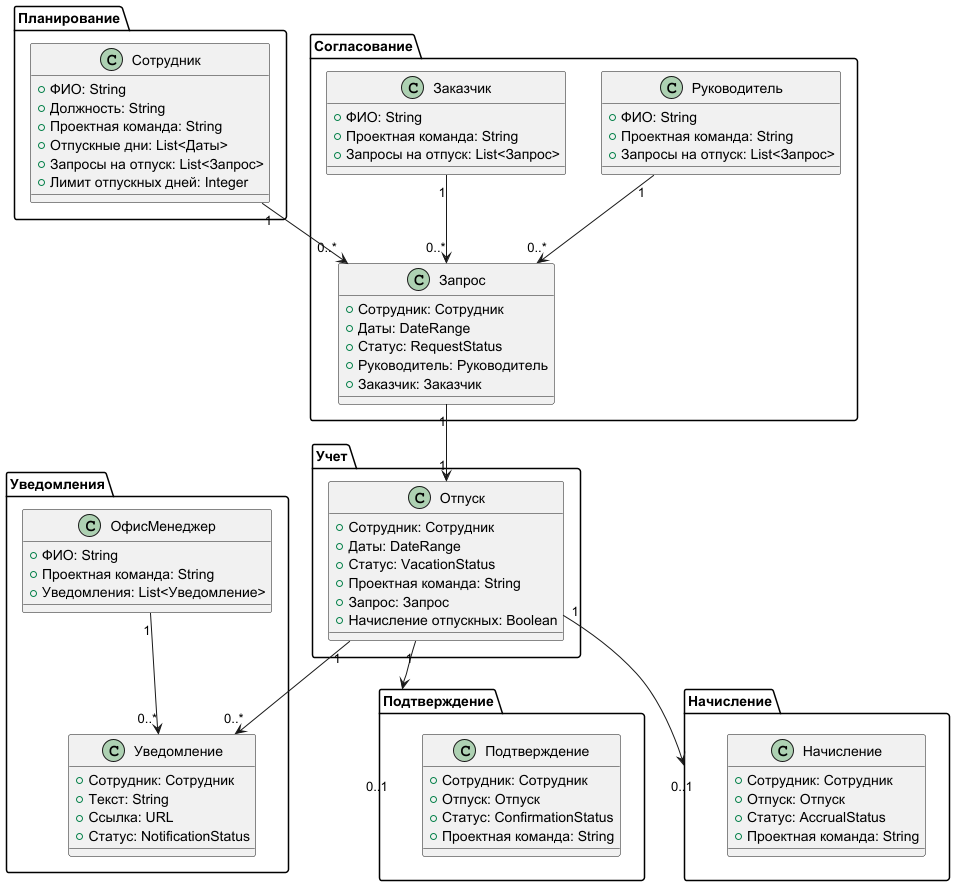 Планирование
C Сотрудник
ФИО: String
Должность: String
Проектная команда: String
Отпускные дни: List<Даты>
Запросы на отпуск: List<Запрос>
Лимит отпускных дней: Integer
Согласование
C Заказчик
ФИО: String
Проектная команда: String
Запросы на отпуск: List<Запрос>
C Руководитель
ФИО: String
Проектная команда: String
Запросы на отпуск: List<Запрос>
1
1
1
0..*
0..*
0..*
C Запрос
Сотрудник: Сотрудник
Даты: DateRange
Статус: RequestStatus
Руководитель: Руководитель
Заказчик: Заказчик
1
1
Учет
C Отпуск
Сотрудник: Сотрудник
Даты: DateRange
Статус: VacationStatus
Проектная команда: String
Запрос: Запрос
Начисление отпускных: Boolean
Уведомления
C ОфисМенеджер
ФИО: String
Проектная команда: String
Уведомления: List<Уведомление>
1
1
1
1
0..*
0..*
C Уведомление
Сотрудник: Сотрудник
Текст: String
Ссылка: URL
Статус: NotificationStatus
Подтверждение
0..1
C Подтверждение
Сотрудник: Сотрудник
Отпуск: Отпуск
Статус: ConfirmationStatus
Проектная команда: String
Начисление
0..1
C Начисление
Сотрудник: Сотрудник
Отпуск: Отпуск
Статус: AccrualStatus
Проектная команда: String